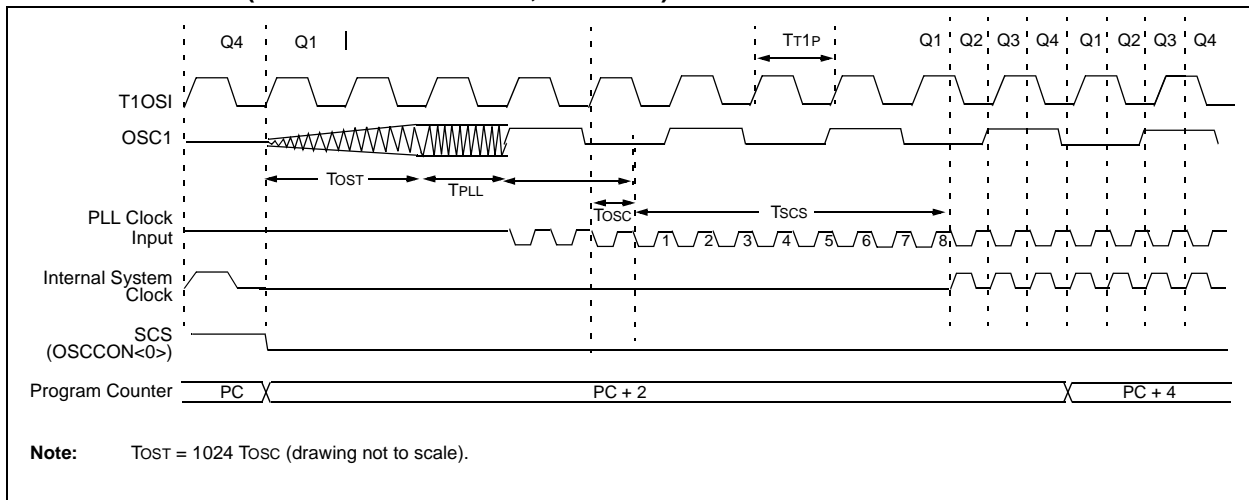 Q4 Q1 TT1P Q1 Q2 Q3 Q4 Q1 Q2 Q3 Q4
T1OSI
OSC1
TOST TPLL
TOSC TSCS
PLL Clock
Input
1 2 3 4 5 6 7 8
Internal System
Clock
SCS
(OSCCON<0>)
Program Counter PC PC + 2 PC + 4
Note: TOST = 1024 TOSC (drawing not to scale).